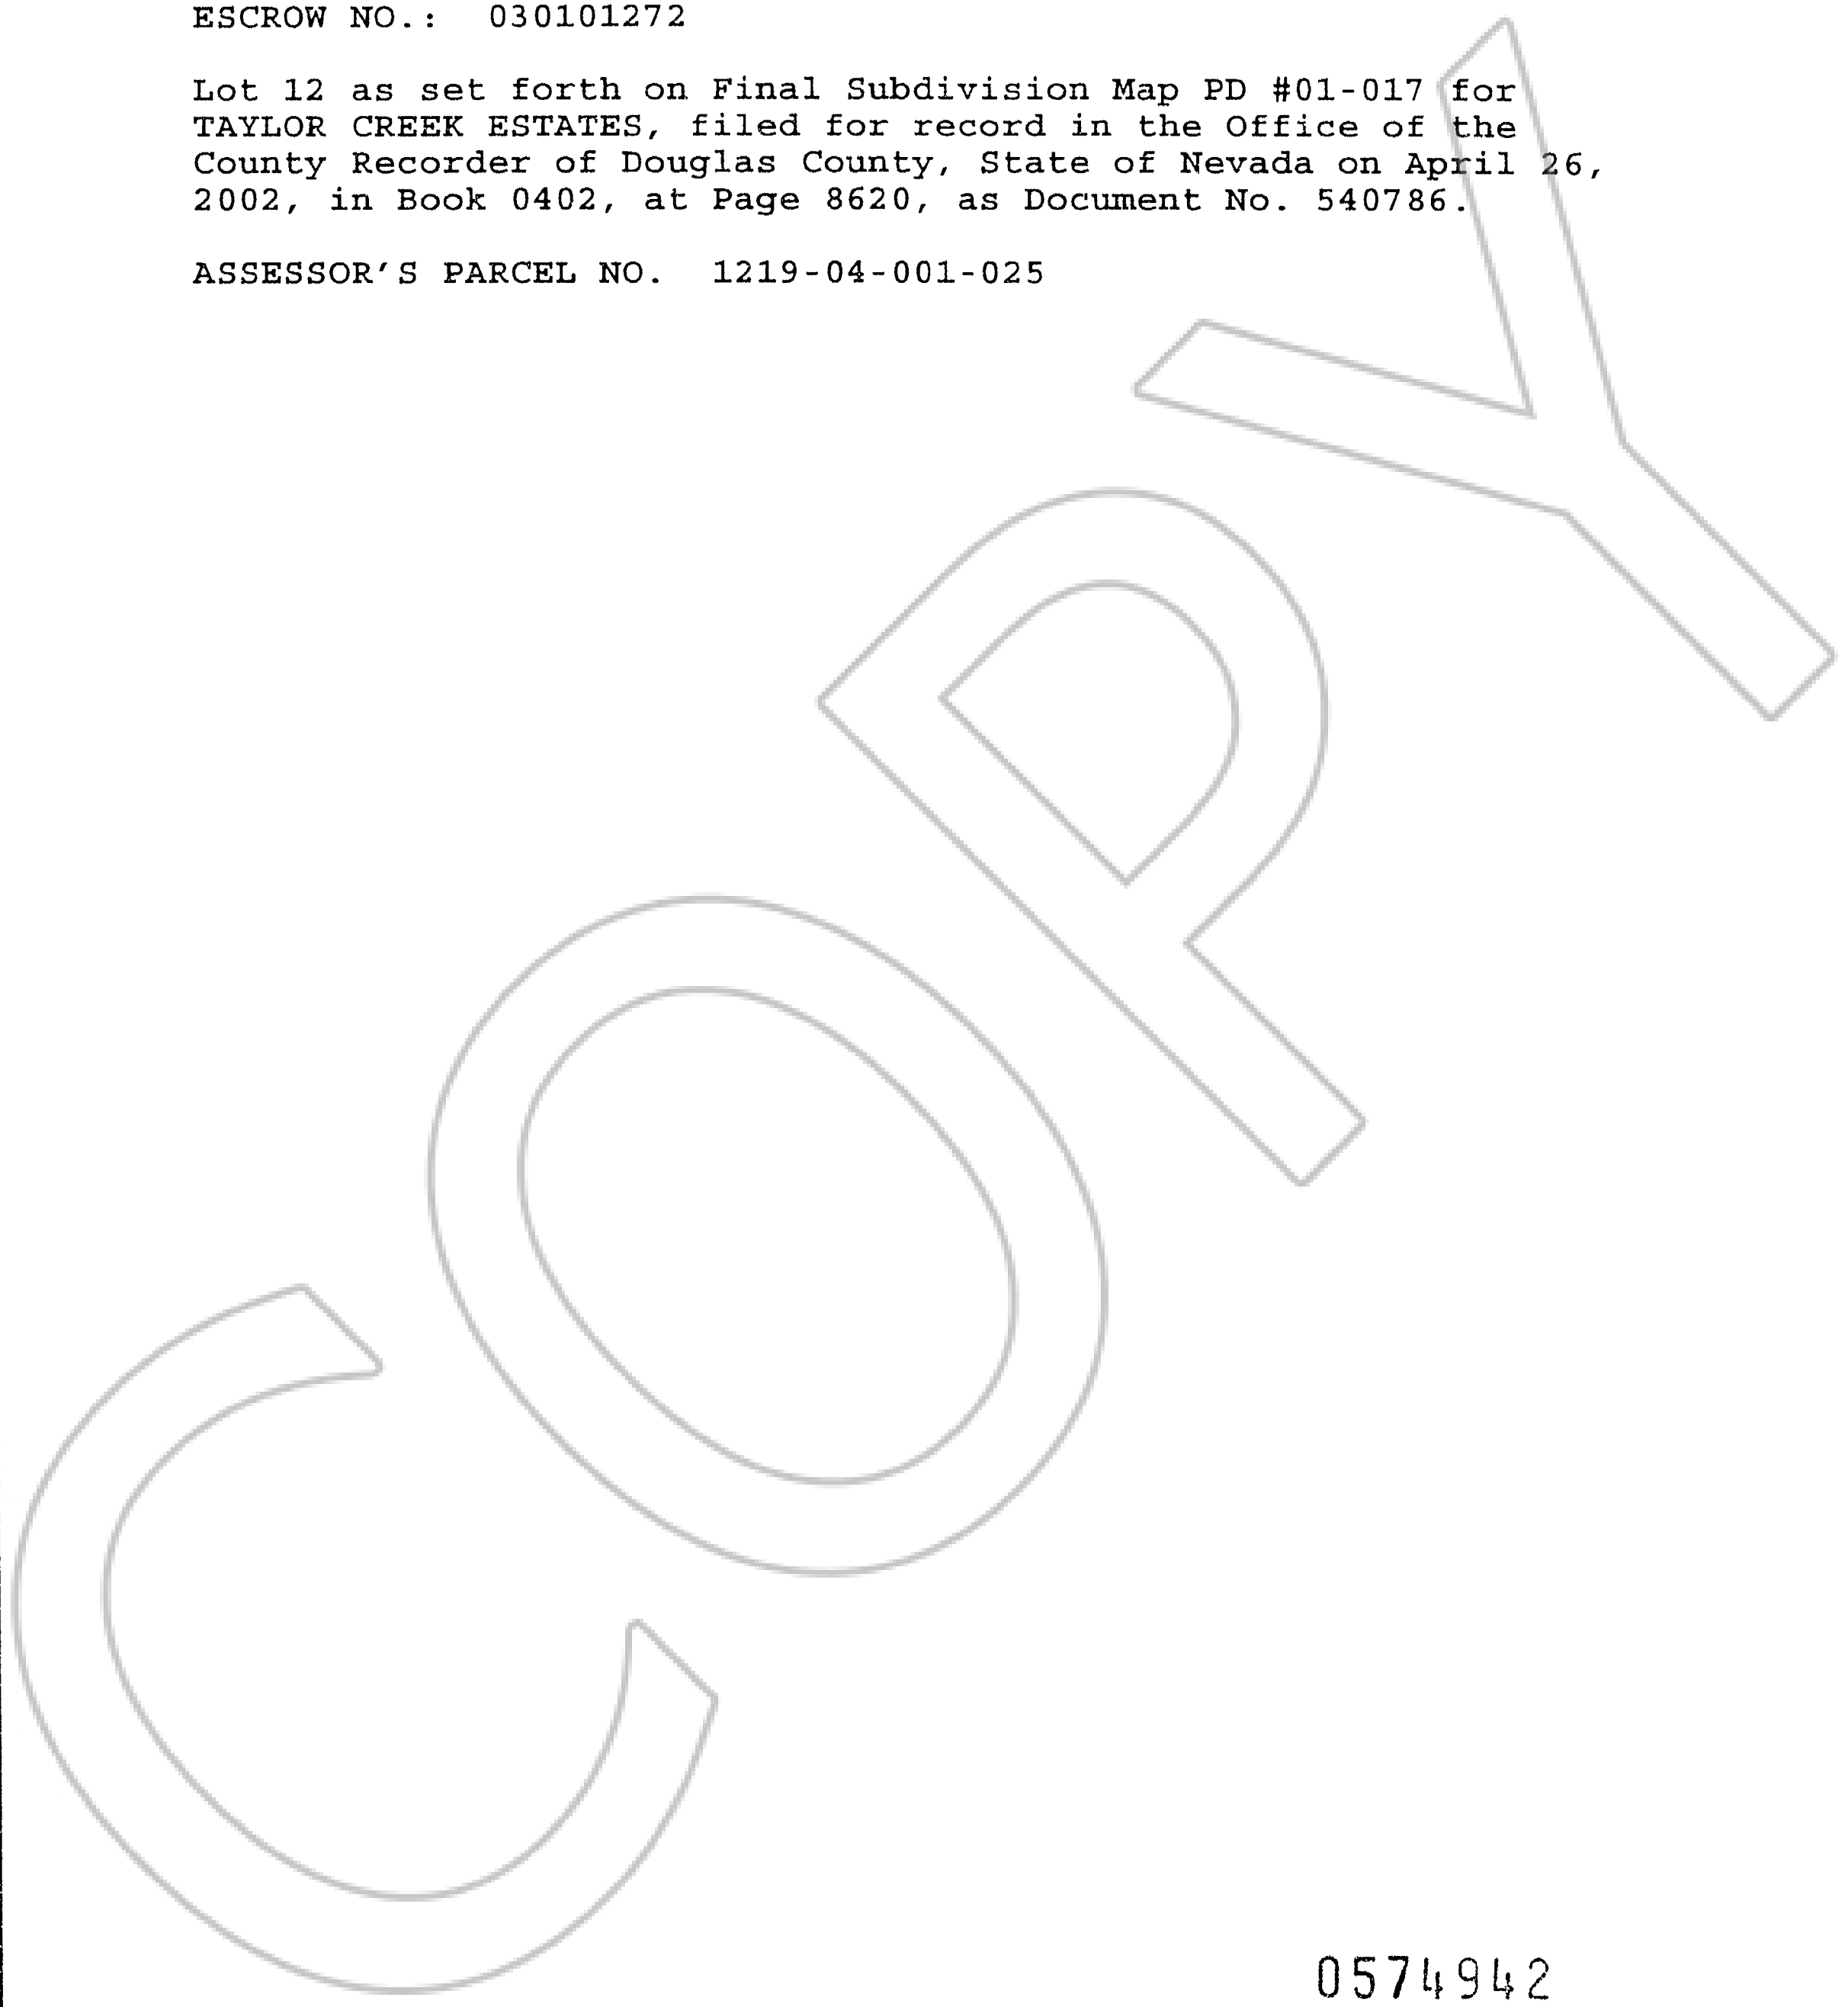 ESCROW NO.: 030101272
Lot 12 as set forth on Final Subdivision Map PD #01-017 for
TAYLOR CREEK ESTATES, filed for record in the Office of the
County Recorder of Douglas County, State of Nevada on April 26,
2002, in Book 0402, at Page 8620, as Document No. 540786.
ASSESSOR'S PARCEL NO. 1219-04-001-025
COPY
0574942